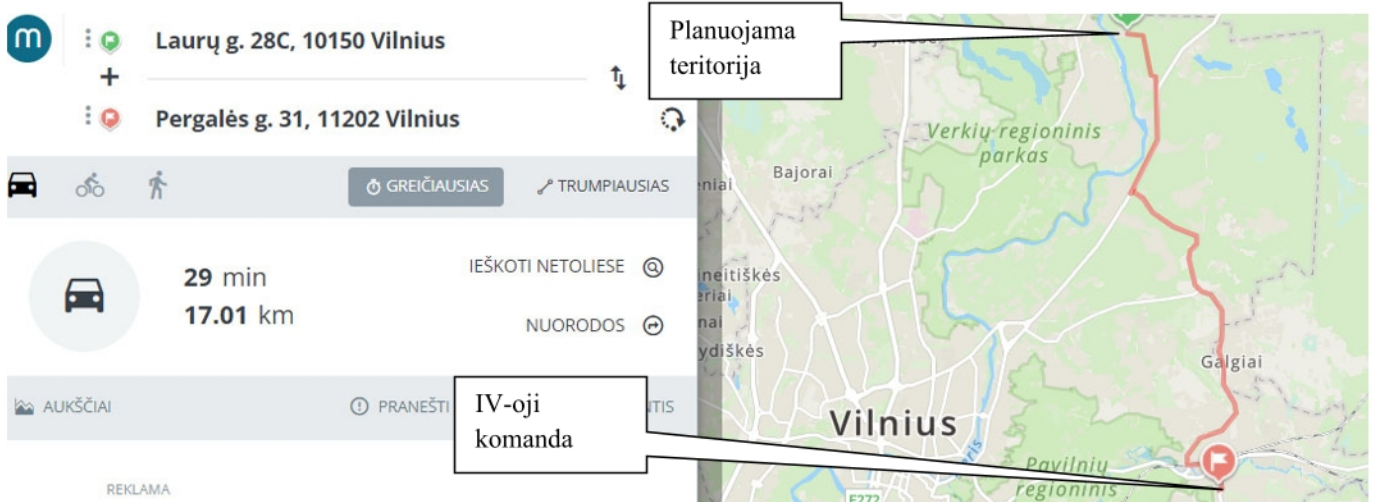 m
Laurų g. 28C, 10150 Vilnius
Pergalės g. 31, 11202 Vilnius
GREIČIAUSIAS
TRUMPIAUSIAS
29 min
17.01 km
IEŠKOTI NETOLIESE
NUORODOS
AUKŠČIAI
PRANEŠTI
REKLAMA
Planuojama
teritorija
IV-oji
komanda
Verkių regioninis
parkas
Bajorai
Galgiai
Vilnius
Pavilnių
regioninis
E272